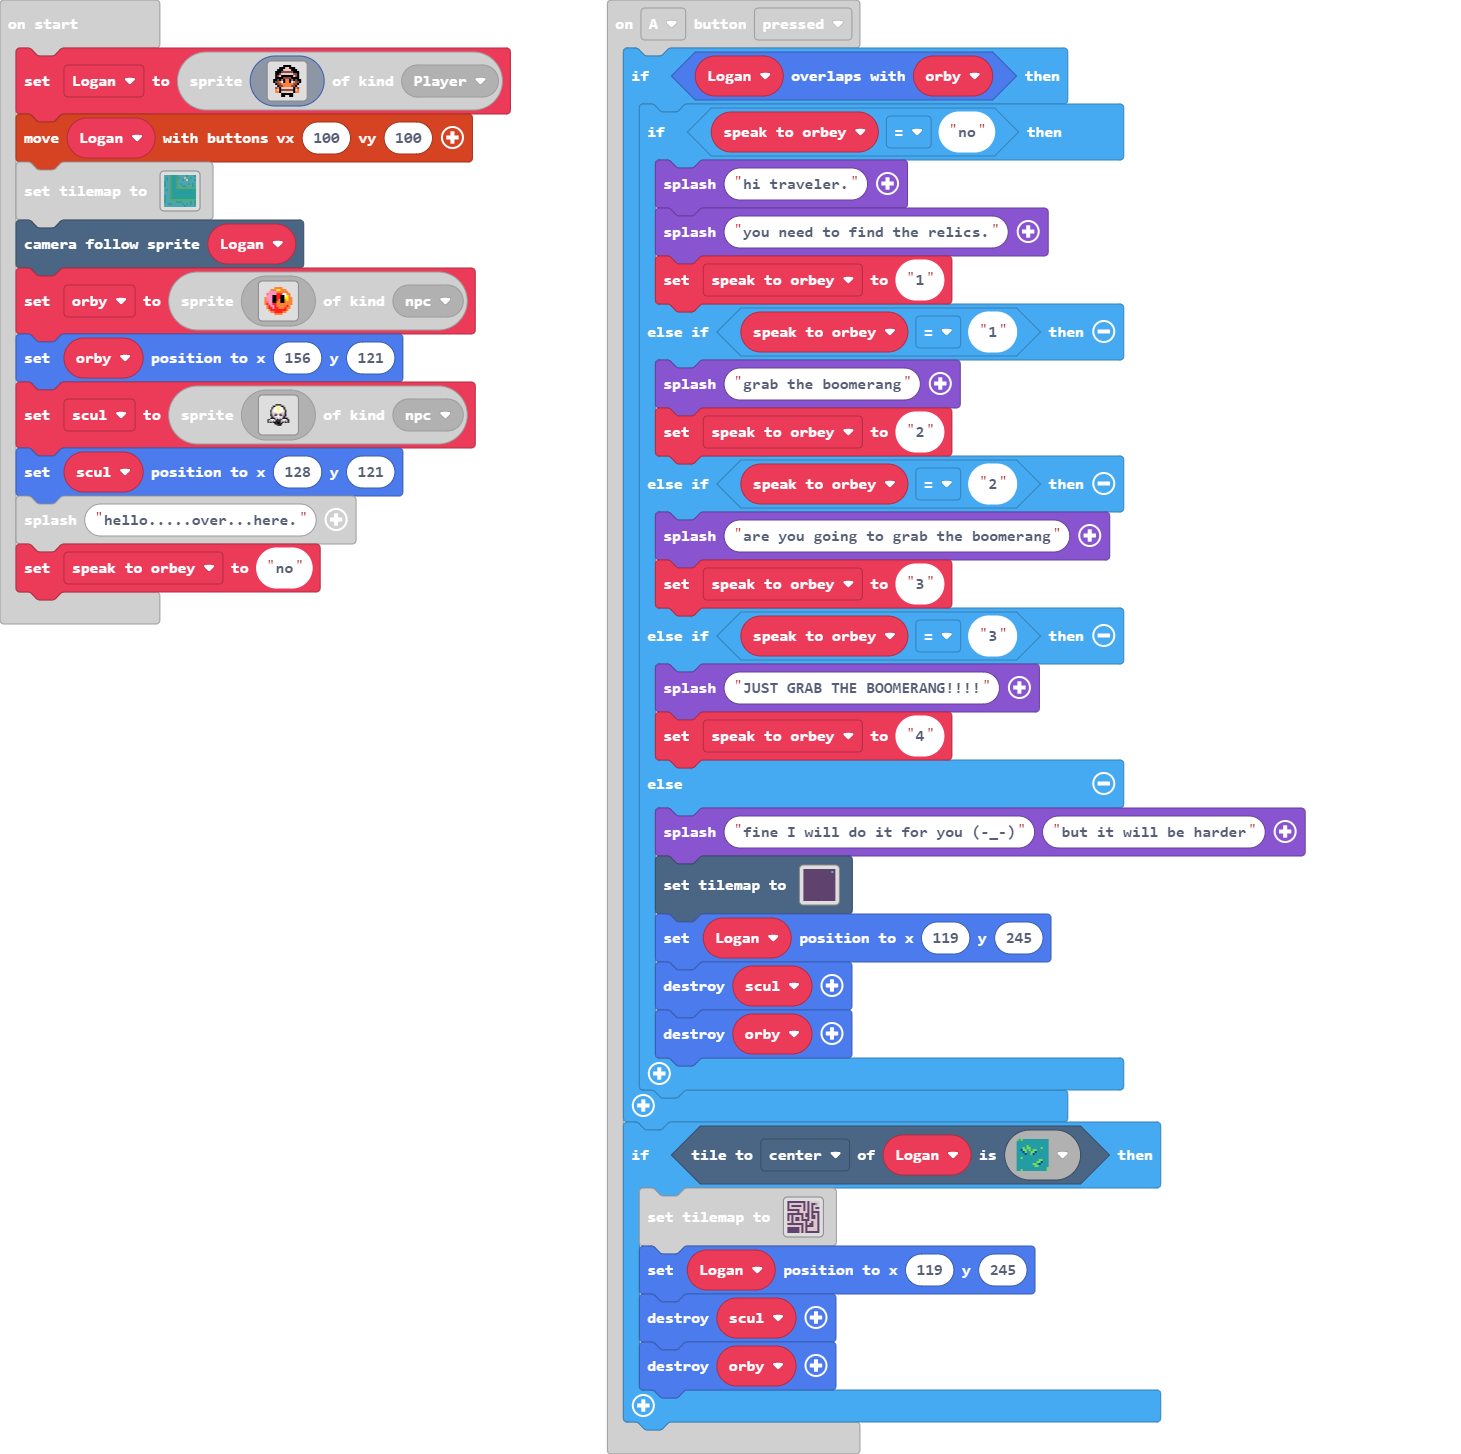 on start
set Logan to sprite of kind Player
move Logan with buttons vx 100 vy 100
set tilemap to
camera follow sprite Logan
set orby to sprite of kind npc
set orby position to x 156 y 121
set scul to sprite of kind npc
set scul position to x 128 y 121
splash "hello.....over...here."
set speak to orbey to "no"
on A button pressed
if Logan overlaps with orby then
if speak to orbey = "no" then
splash "hi traveler."
splash "you need to find the relics."
set speak to orbey to "1"
else if speak to orbey = "1" then
splash "grab the boomerang"
set speak to orbey to "2"
else if speak to orbey = "2" then
splash "are you going to grab the boomerang"
set speak to orbey to "3"
else if speak to orbey = "3" then
splash "JUST GRAB THE BOOMERANG!!!!"
set speak to orbey to "4"
else
splash "fine I will do it for you (-_-)" "but it will be harder"
set tilemap to
set Logan position to x 119 y 245
destroy scul
destroy orby
if tile to center of Logan is then
set tilemap to
set Logan position to x 119 y 245
destroy scul
destroy orby